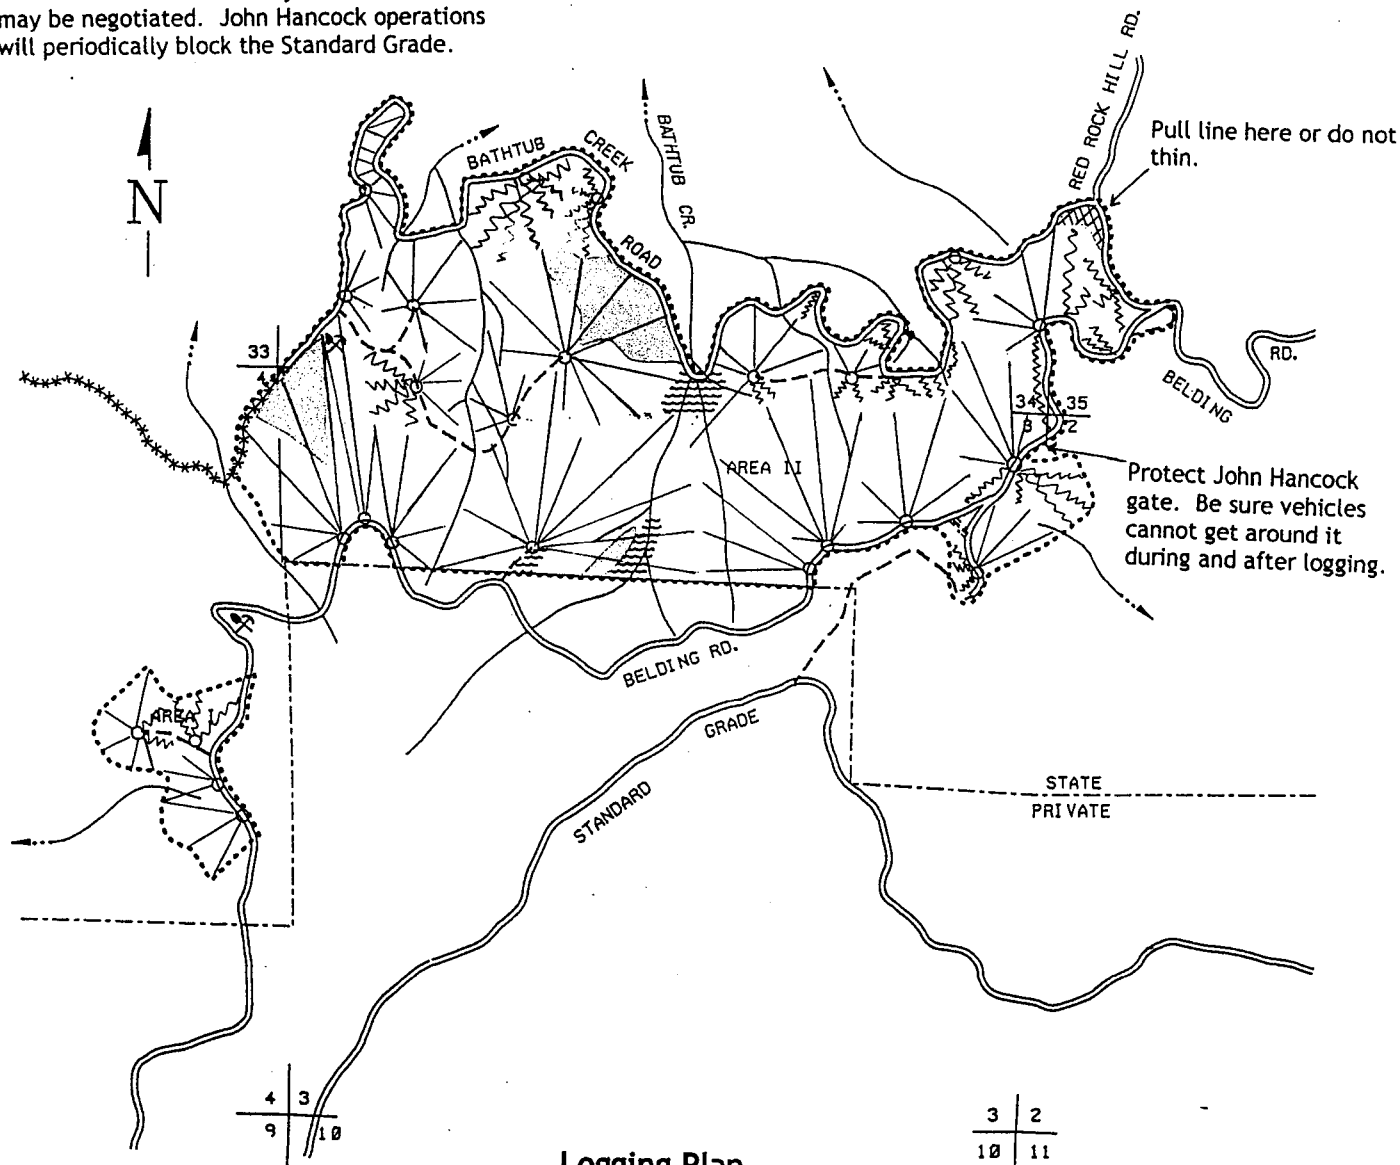 may be negotiated. John Hancock operations
will periodically block the Standard Grade.
N
BATHTUB
CREEK
ROAD
BATHTUB CR.
RED ROCK HILL RD.
Pull line here or do not
thin.
33
4
BELDING
RD.
34 35
3 2
AREA II
Protect John Hancock
gate. Be sure vehicles
cannot get around it
during and after logging.
BELDING RD.
AREA I
STANDARD
GRADE
STATE
PRIVATE
4 3
9 10
3 2
10 11
Logging Plan